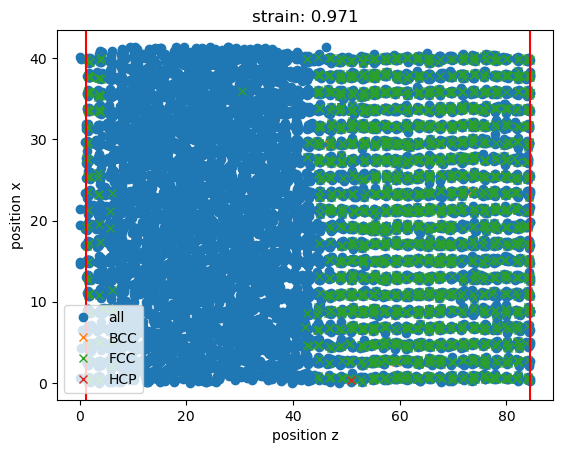 strain: 0.971
position x
40
30
20
10
0
all
BCC
FCC
HCP
0
20
40
60
80
position z